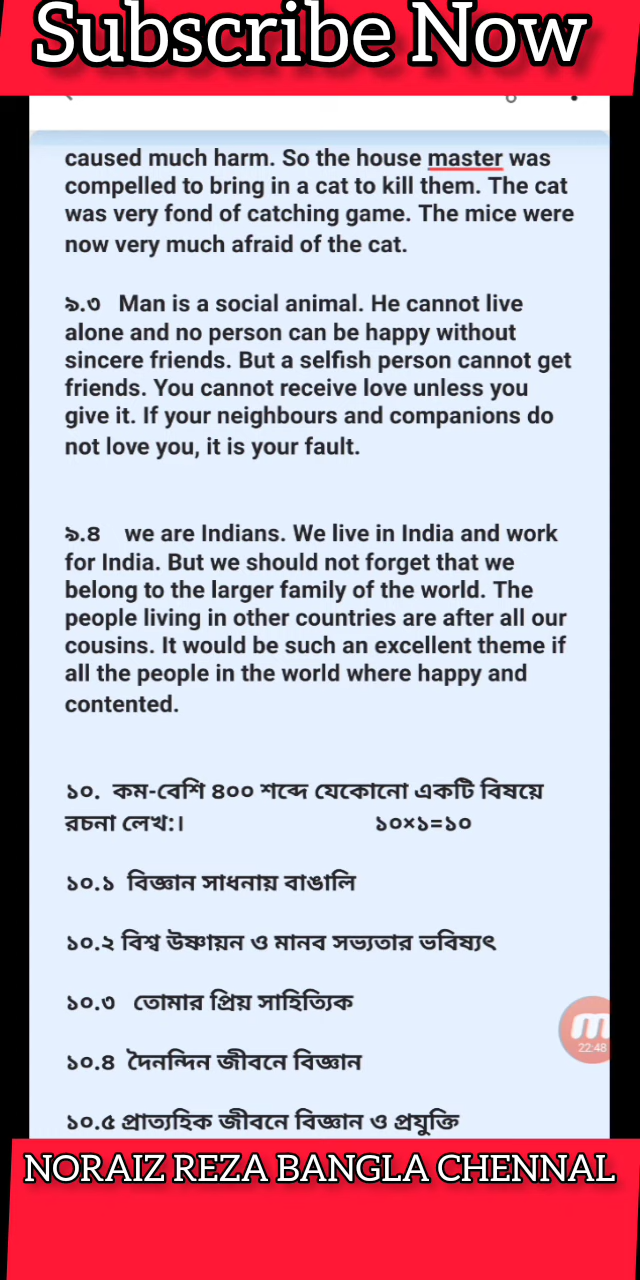 Subscribe Now
caused much harm. So the house master was
compelled to bring in a cat to kill them. The cat
was very fond of catching game. The mice were
now very much afraid of the cat.
৯.৩ Man is a social animal. He cannot live
alone and no person can be happy without
sincere friends. But a selfish person cannot get
friends. You cannot receive love unless you
give it. If your neighbours and companions do
not love you, it is your fault.
৯.৪ we are Indians. We live in India and work
for India. But we should not forget that we
belong to the larger family of the world. The
people living in other countries are after all our
cousins. It would be such an excellent theme if
all the people in the world where happy and
contented.
১০. কম-বেশি ৪০০ শব্দে যেকোনো একটি বিষয়ে
রচনা লেখ:। ১০×১=১০
১০.১ বিজ্ঞান সাধনায় বাঙালি
১০.২ বিশ্ব উষ্ণায়ন ও মানব সভ্যতার ভবিষ্যৎ
১০.৩ তোমার প্রিয় সাহিত্যিক
১০.৪ দৈনন্দিন জীবনে বিজ্ঞান
22:48
১০.৫ প্রাত্যহিক জীবনে বিজ্ঞান ও প্রযুক্তি
NORAIZ REZA BANGLA CHENNAL